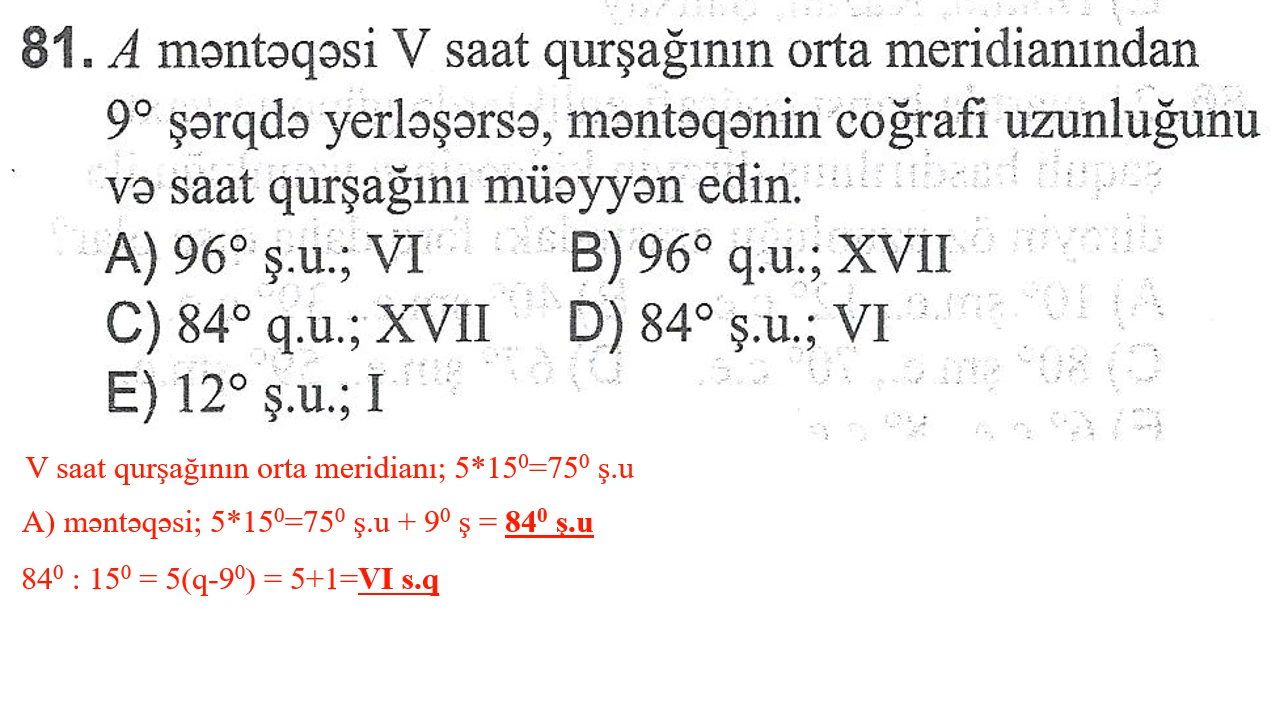 81. A məntəqəsi V saat qurşağının orta meridianından
9° şərqdə yerləşərsə, məntəqənin coğrafi uzunluğunu
və saat qurşağını müəyyən edin.
A) 96° ş.u.; VI B) 96° q.u.; XVII
C) 84° q.u.; XVII D) 84° ş.u.; VI
E) 12° ş.u.; I
V saat qurşağının orta meridianı; 5*15⁰=75⁰ ş.u
A) məntəqəsi; 5*15⁰=75⁰ ş.u + 9⁰ ş = 84⁰ ş.u
84⁰ : 15⁰ = 5(q-9⁰) = 5+1=VI s.q